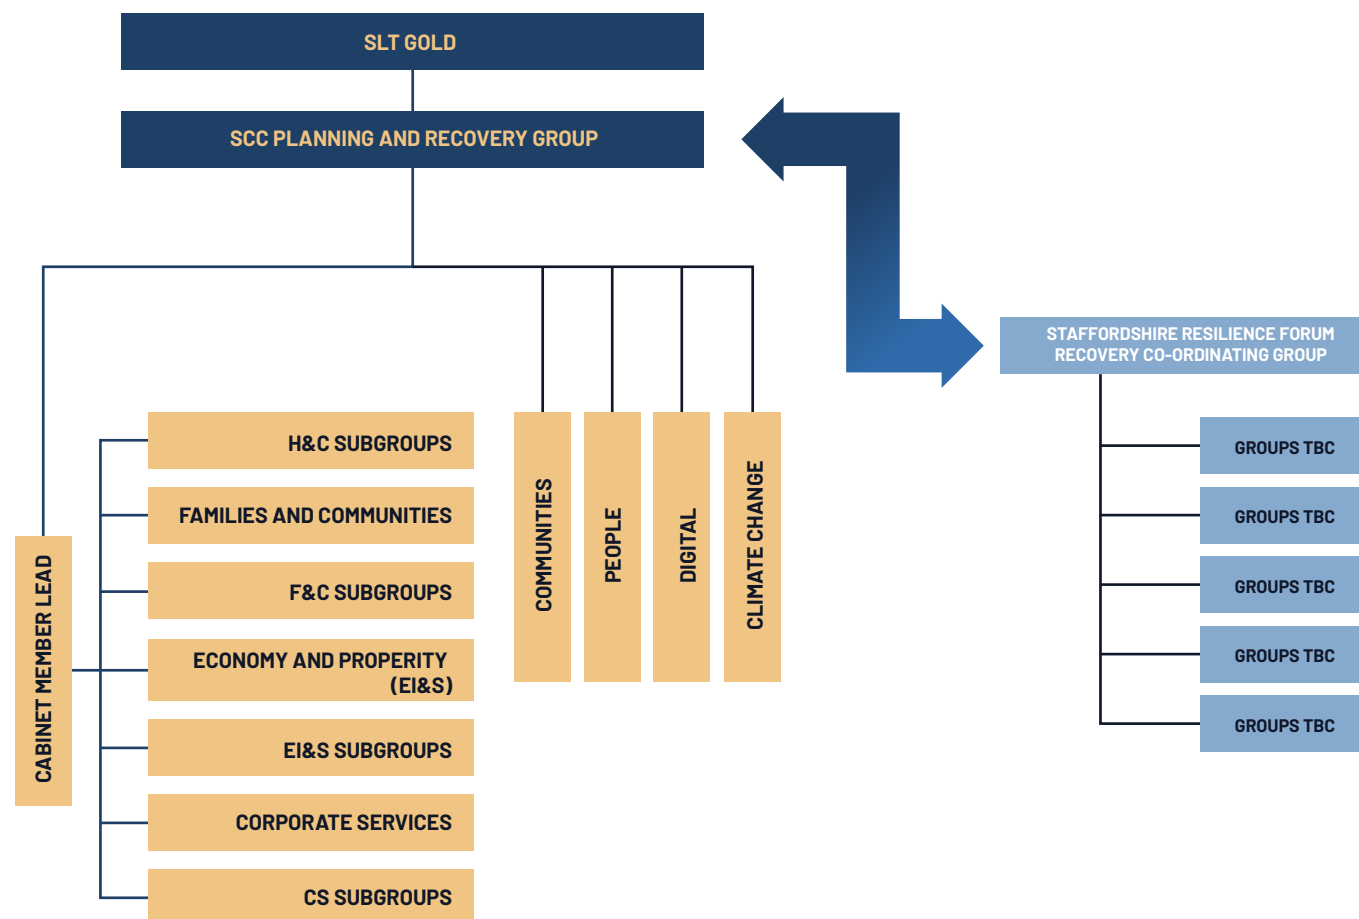 SLT GOLD
SCC PLANNING AND RECOVERY GROUP
STAFFORDSHIRE RESILIENCE FORUM
RECOVERY CO-ORDINATING GROUP
CABINET MEMBER LEAD
H&C SUBGROUPS
FAMILIES AND COMMUNITIES
F&C SUBGROUPS
ECONOMY AND PROPERITY
(EI&S)
EI&S SUBGROUPS
CORPORATE SERVICES
CS SUBGROUPS
COMMUNITIES
PEOPLE
DIGITAL
CLIMATE CHANGE
GROUPS TBC
GROUPS TBC
GROUPS TBC
GROUPS TBC
GROUPS TBC